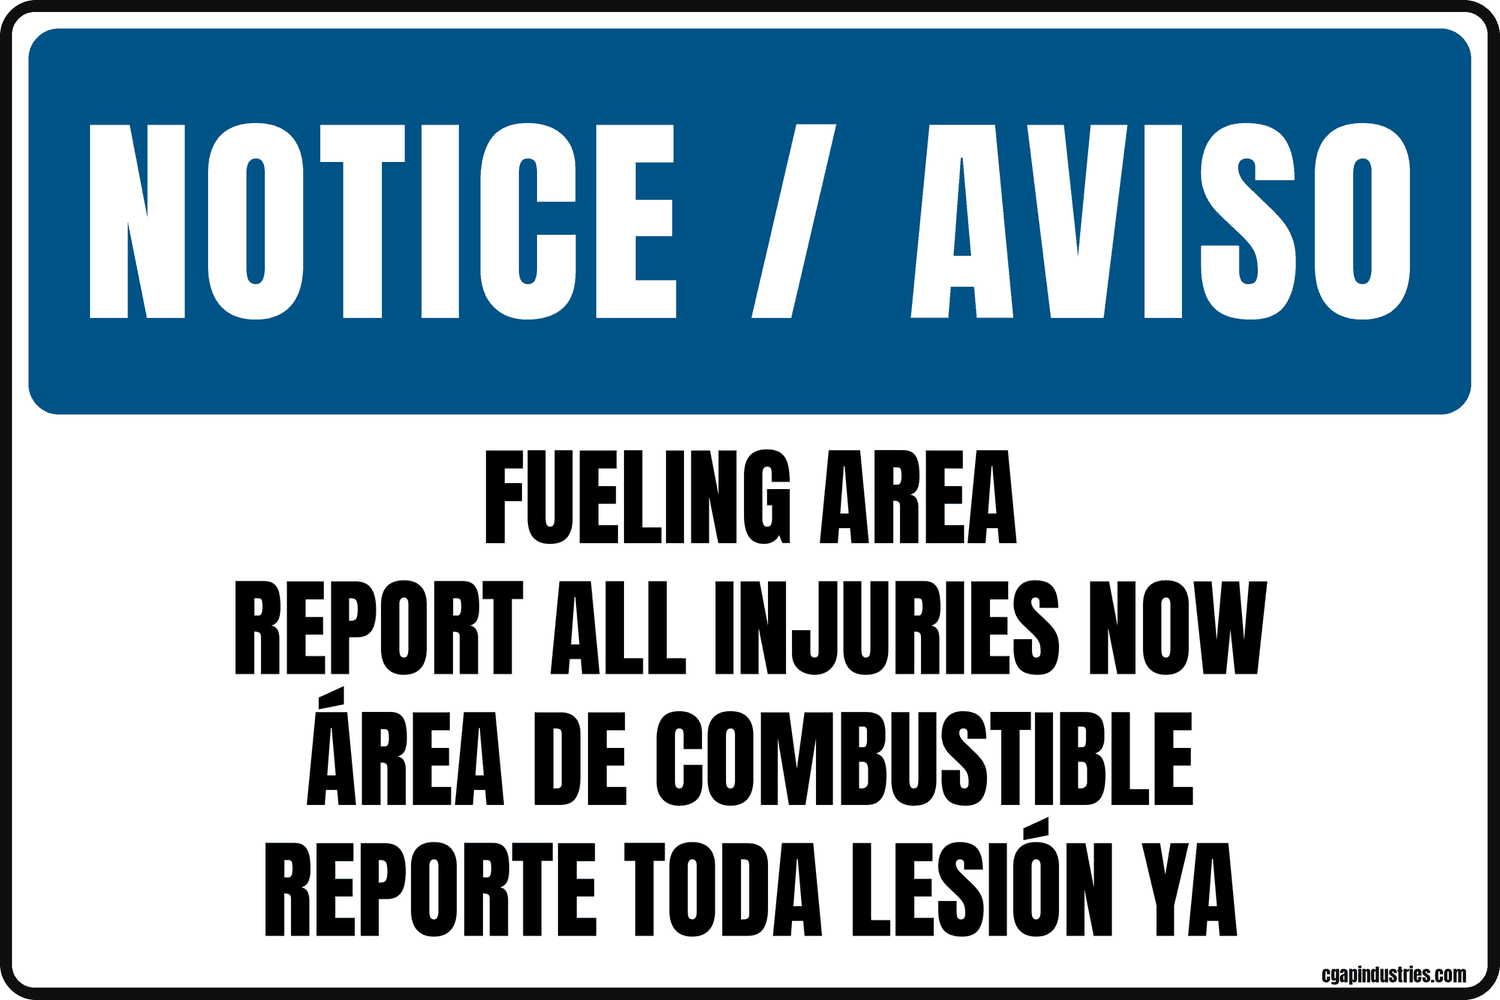 NOTICE / AVISO
FUELING AREA
REPORT ALL INJURIES NOW
ÁREA DE COMBUSTIBLE
REPORTE TODA LESIÓN YA
cgapindustries.com